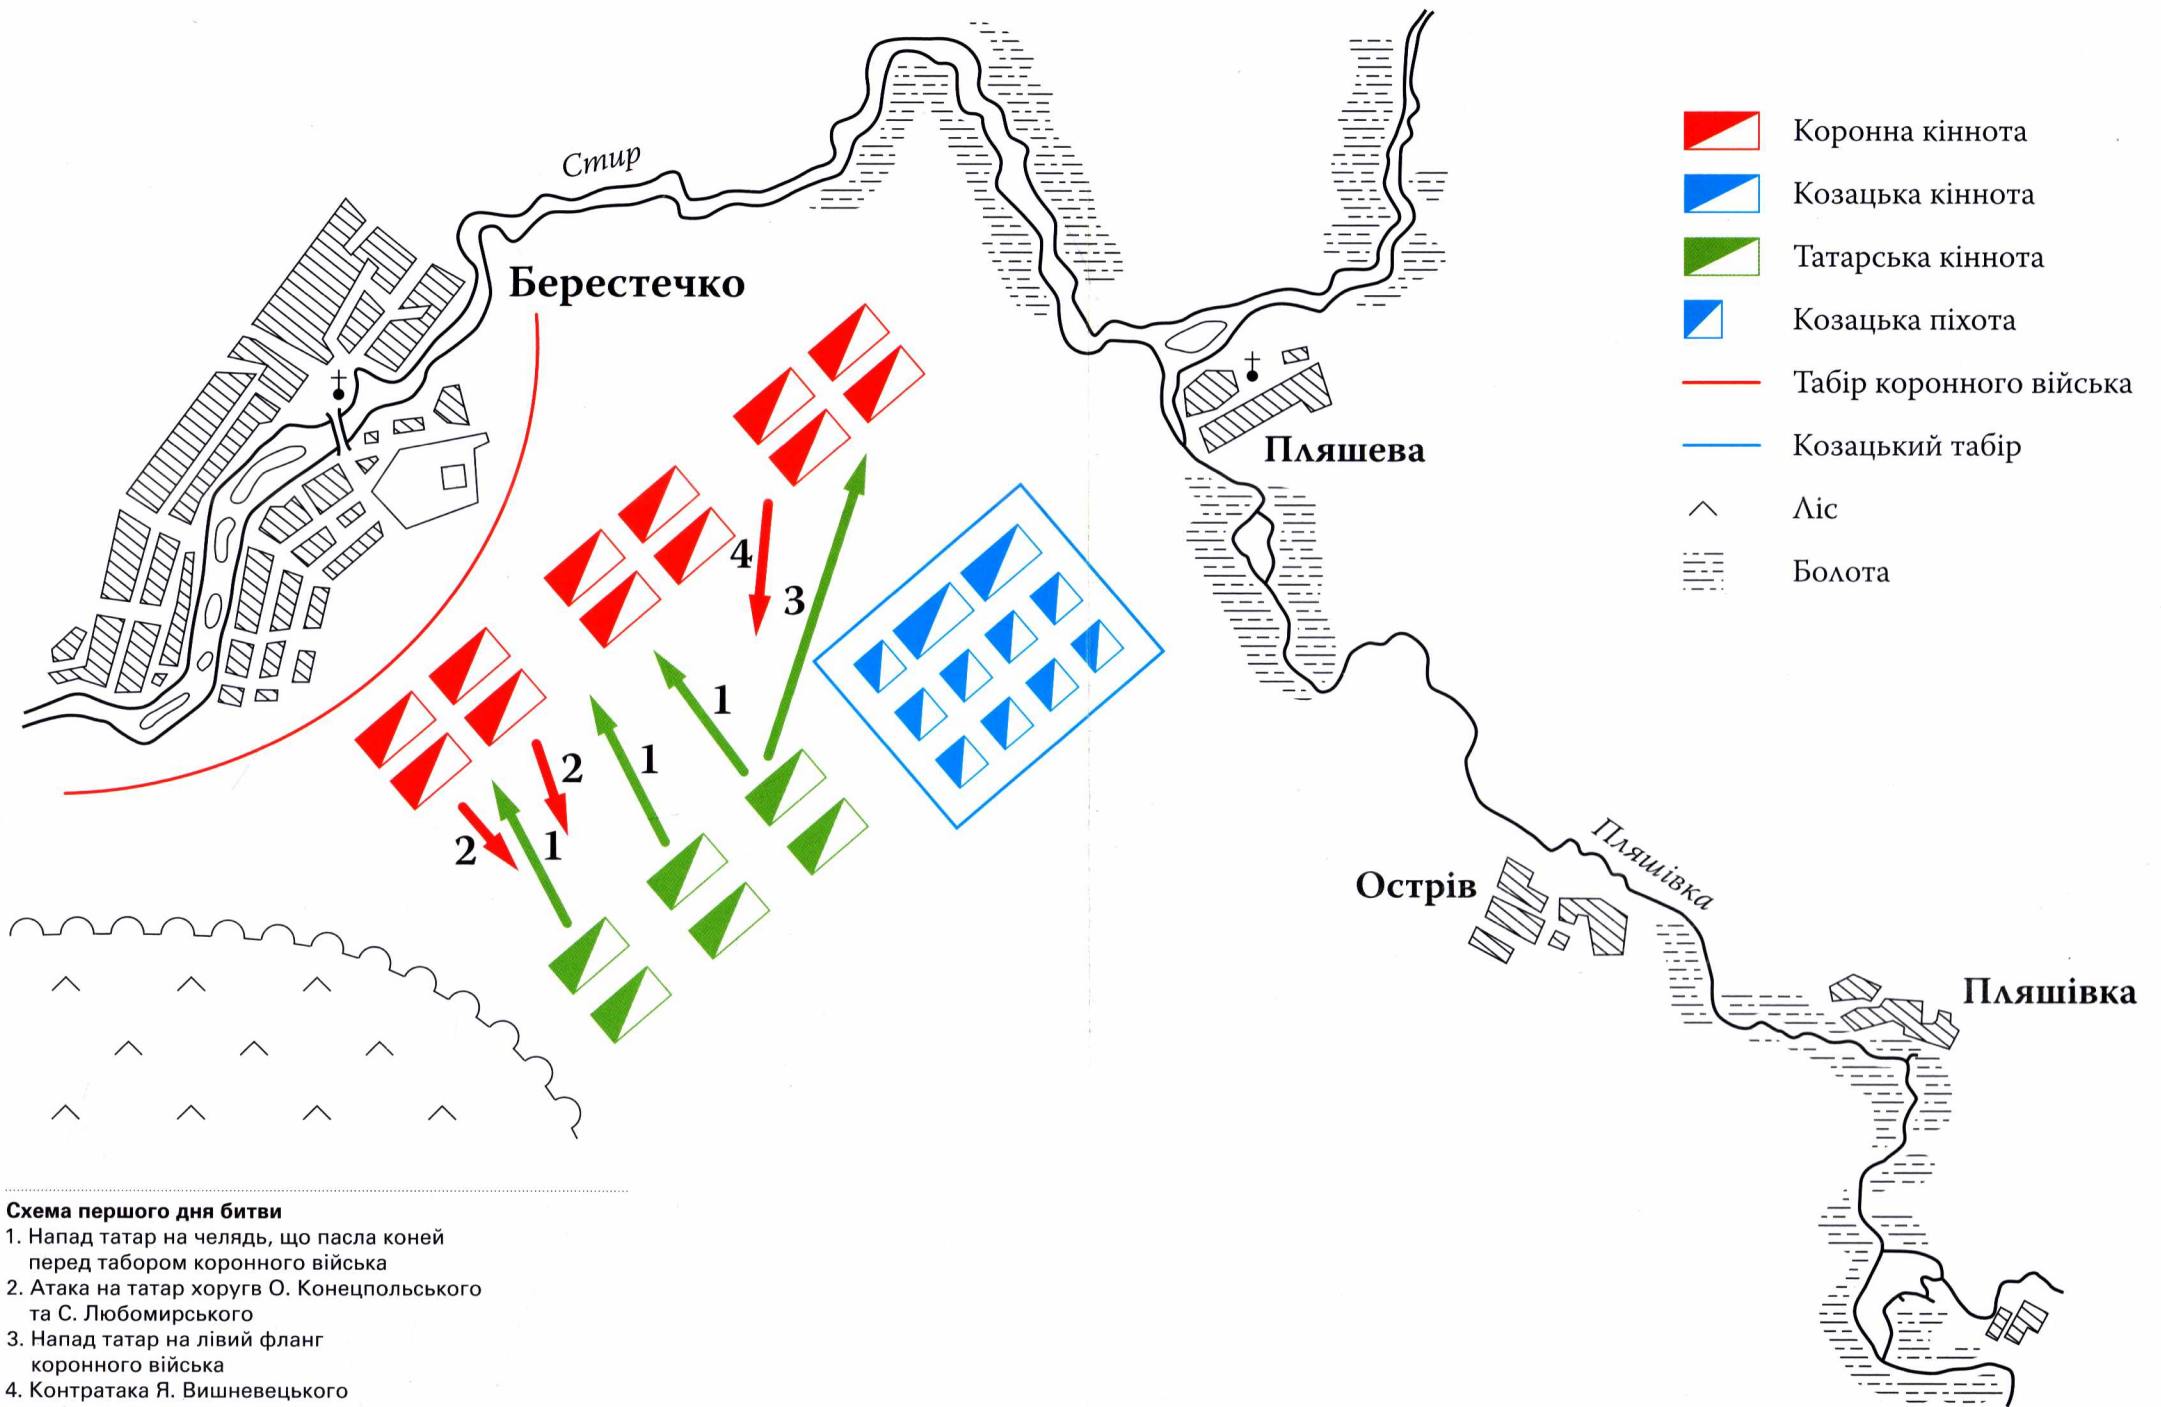 Стир
Берестечко
Пляшева
Острів
Пляшівка
Пляшівка
4
3
1
1
2
1
2
Коронна кіннота
Козацька кіннота
Татарська кіннота
Козацька піхота
Табір коронного війська
Козацький табір
Ліс
Болота
Схема першого дня битви
1. Напад татар на челядь, що пасла коней
перед табором коронного війська
2. Атака на татар хоругв О. Конецпольського
та С. Любомирського
3. Напад татар на лівий фланг
коронного війська
4. Контратака Я. Вишневецького